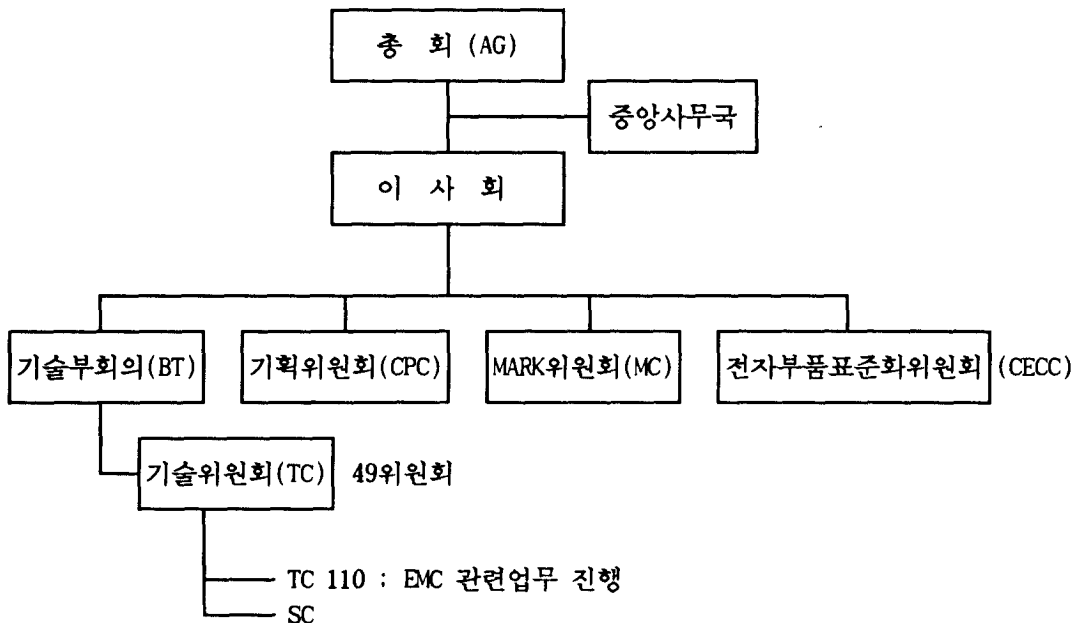 총 회 (AG)
중앙사무국
이 사 회
기술부회의(BT)
기획위원회(CPC)
MARK위원회(MC)
전자부품표준화위원회 (CECC)
기술위원회(TC) 49위원회
TC 110 : EMC 관련업무 진행
SC